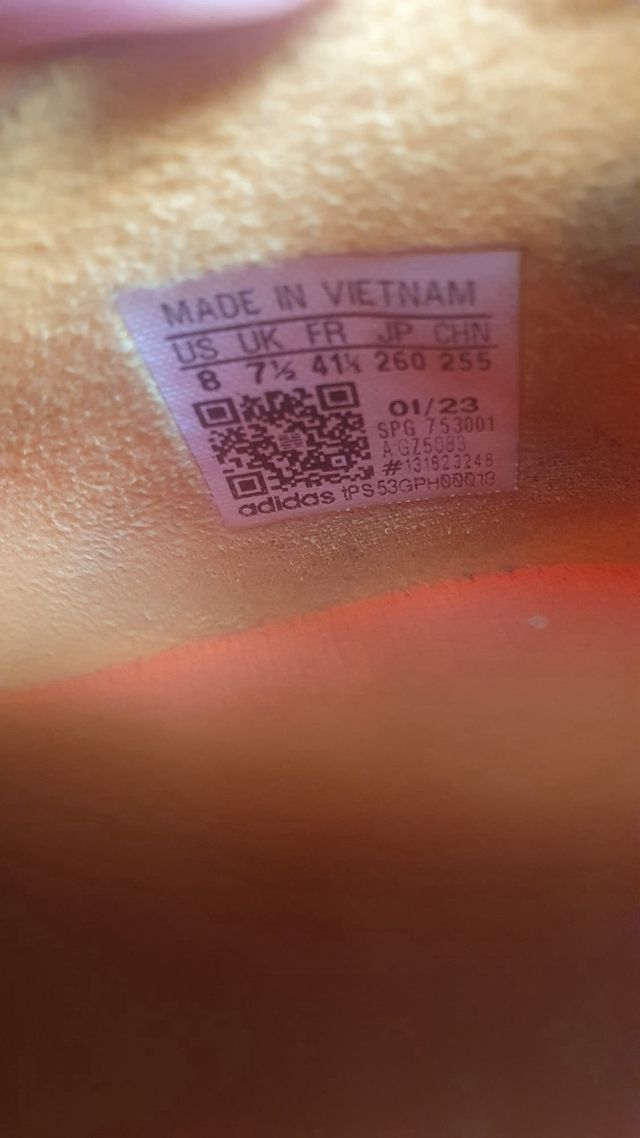 MADE IN VIETNAM
US UK FR JP CHN
8 7½ 41⅓ 260 255
01/23
SPG 753001
A:GZ5083
#131823248
adidas tPS53GPH00018